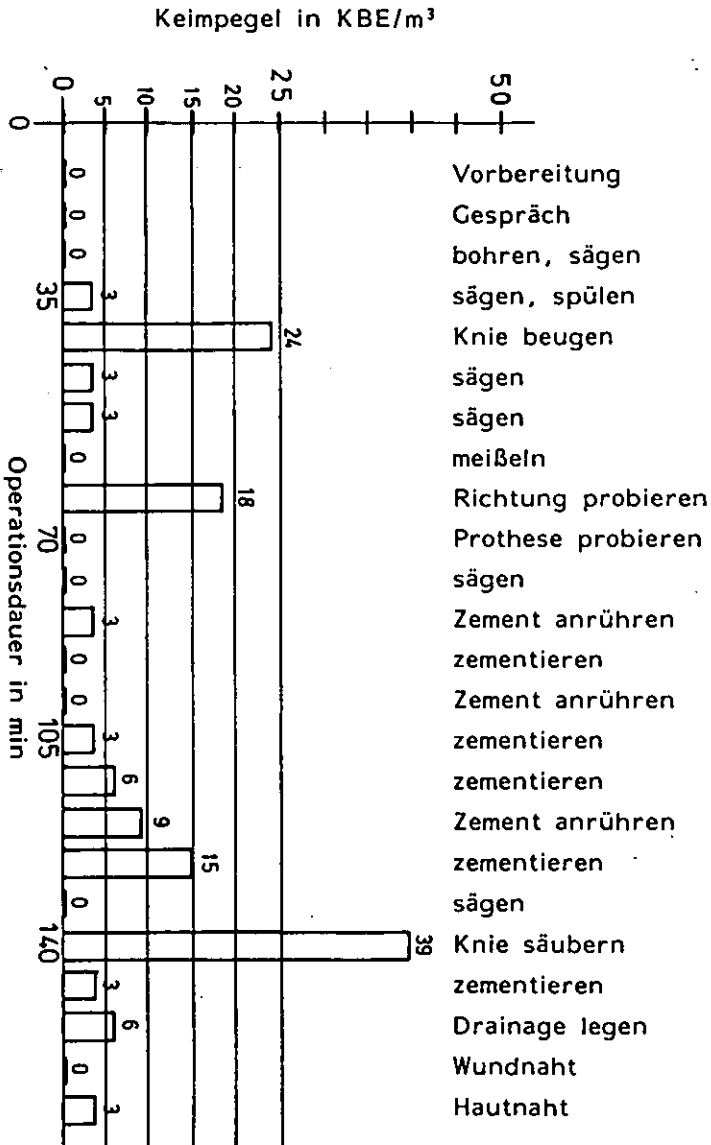 Keimpegel in KBE/m³
0 5 10 15 20 25 50
0
0 Vorbereitung
0 Gespräch
0 bohren, sägen
35 3 sägen, spülen
24 Knie beugen
3 sägen
3 sägen
0 meißeln
18 Richtung probieren
70 0 Prothese probieren
0 sägen
3 Zement anrühren
0 zementieren
0 Zement anrühren
105 3 zementieren
6 zementieren
9 Zement anrühren
15 zementieren
0 sägen
140 39 Knie säubern
3 zementieren
6 Drainage legen
0 Wundnaht
3 Hautnaht
Operationsdauer in min